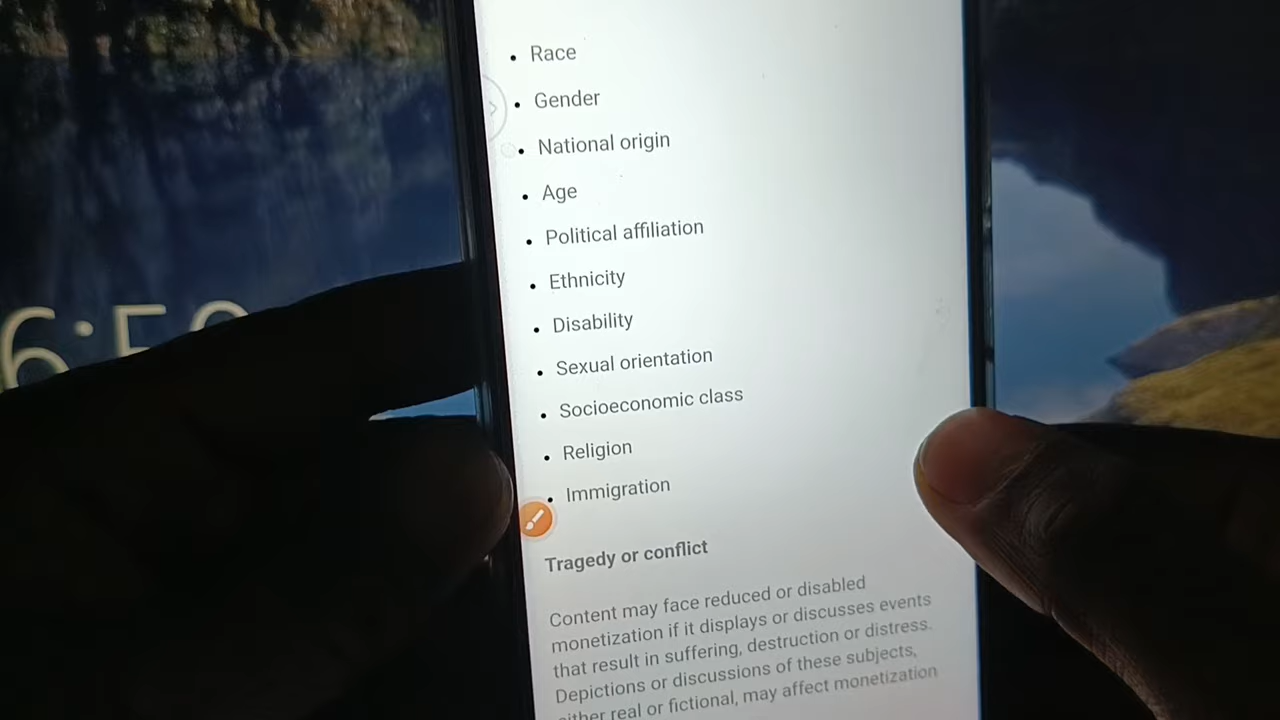 Race
Gender
National origin
Age
Political affiliation
Ethnicity
Disability
Sexual orientation
Socioeconomic class
Religion
Immigration
Tragedy or conflict
Content may face reduced or disabled
monetization if it displays or discusses events
that result in suffering, destruction or distress.
Depictions or discussions of these subjects,
either real or fictional, may affect monetization